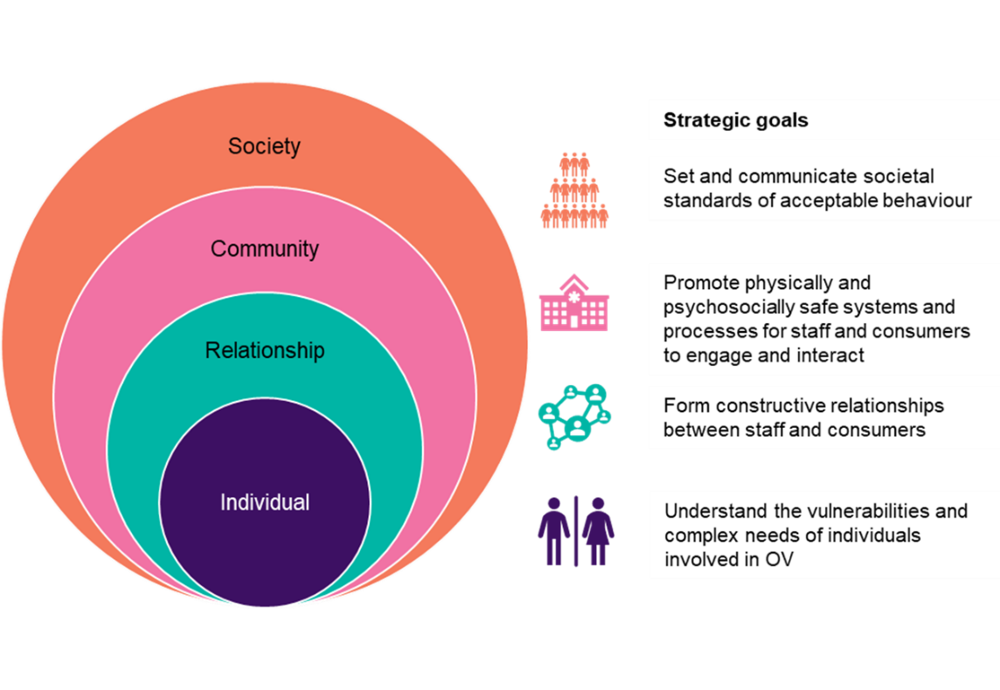 Society
Community
Relationship
Individual
Strategic goals
Set and communicate societal
standards of acceptable behaviour
Promote physically and
psychosocially safe systems and
processes for staff and consumers
to engage and interact
Form constructive relationships
between staff and consumers
Understand the vulnerabilities and
complex needs of individuals
involved in OV